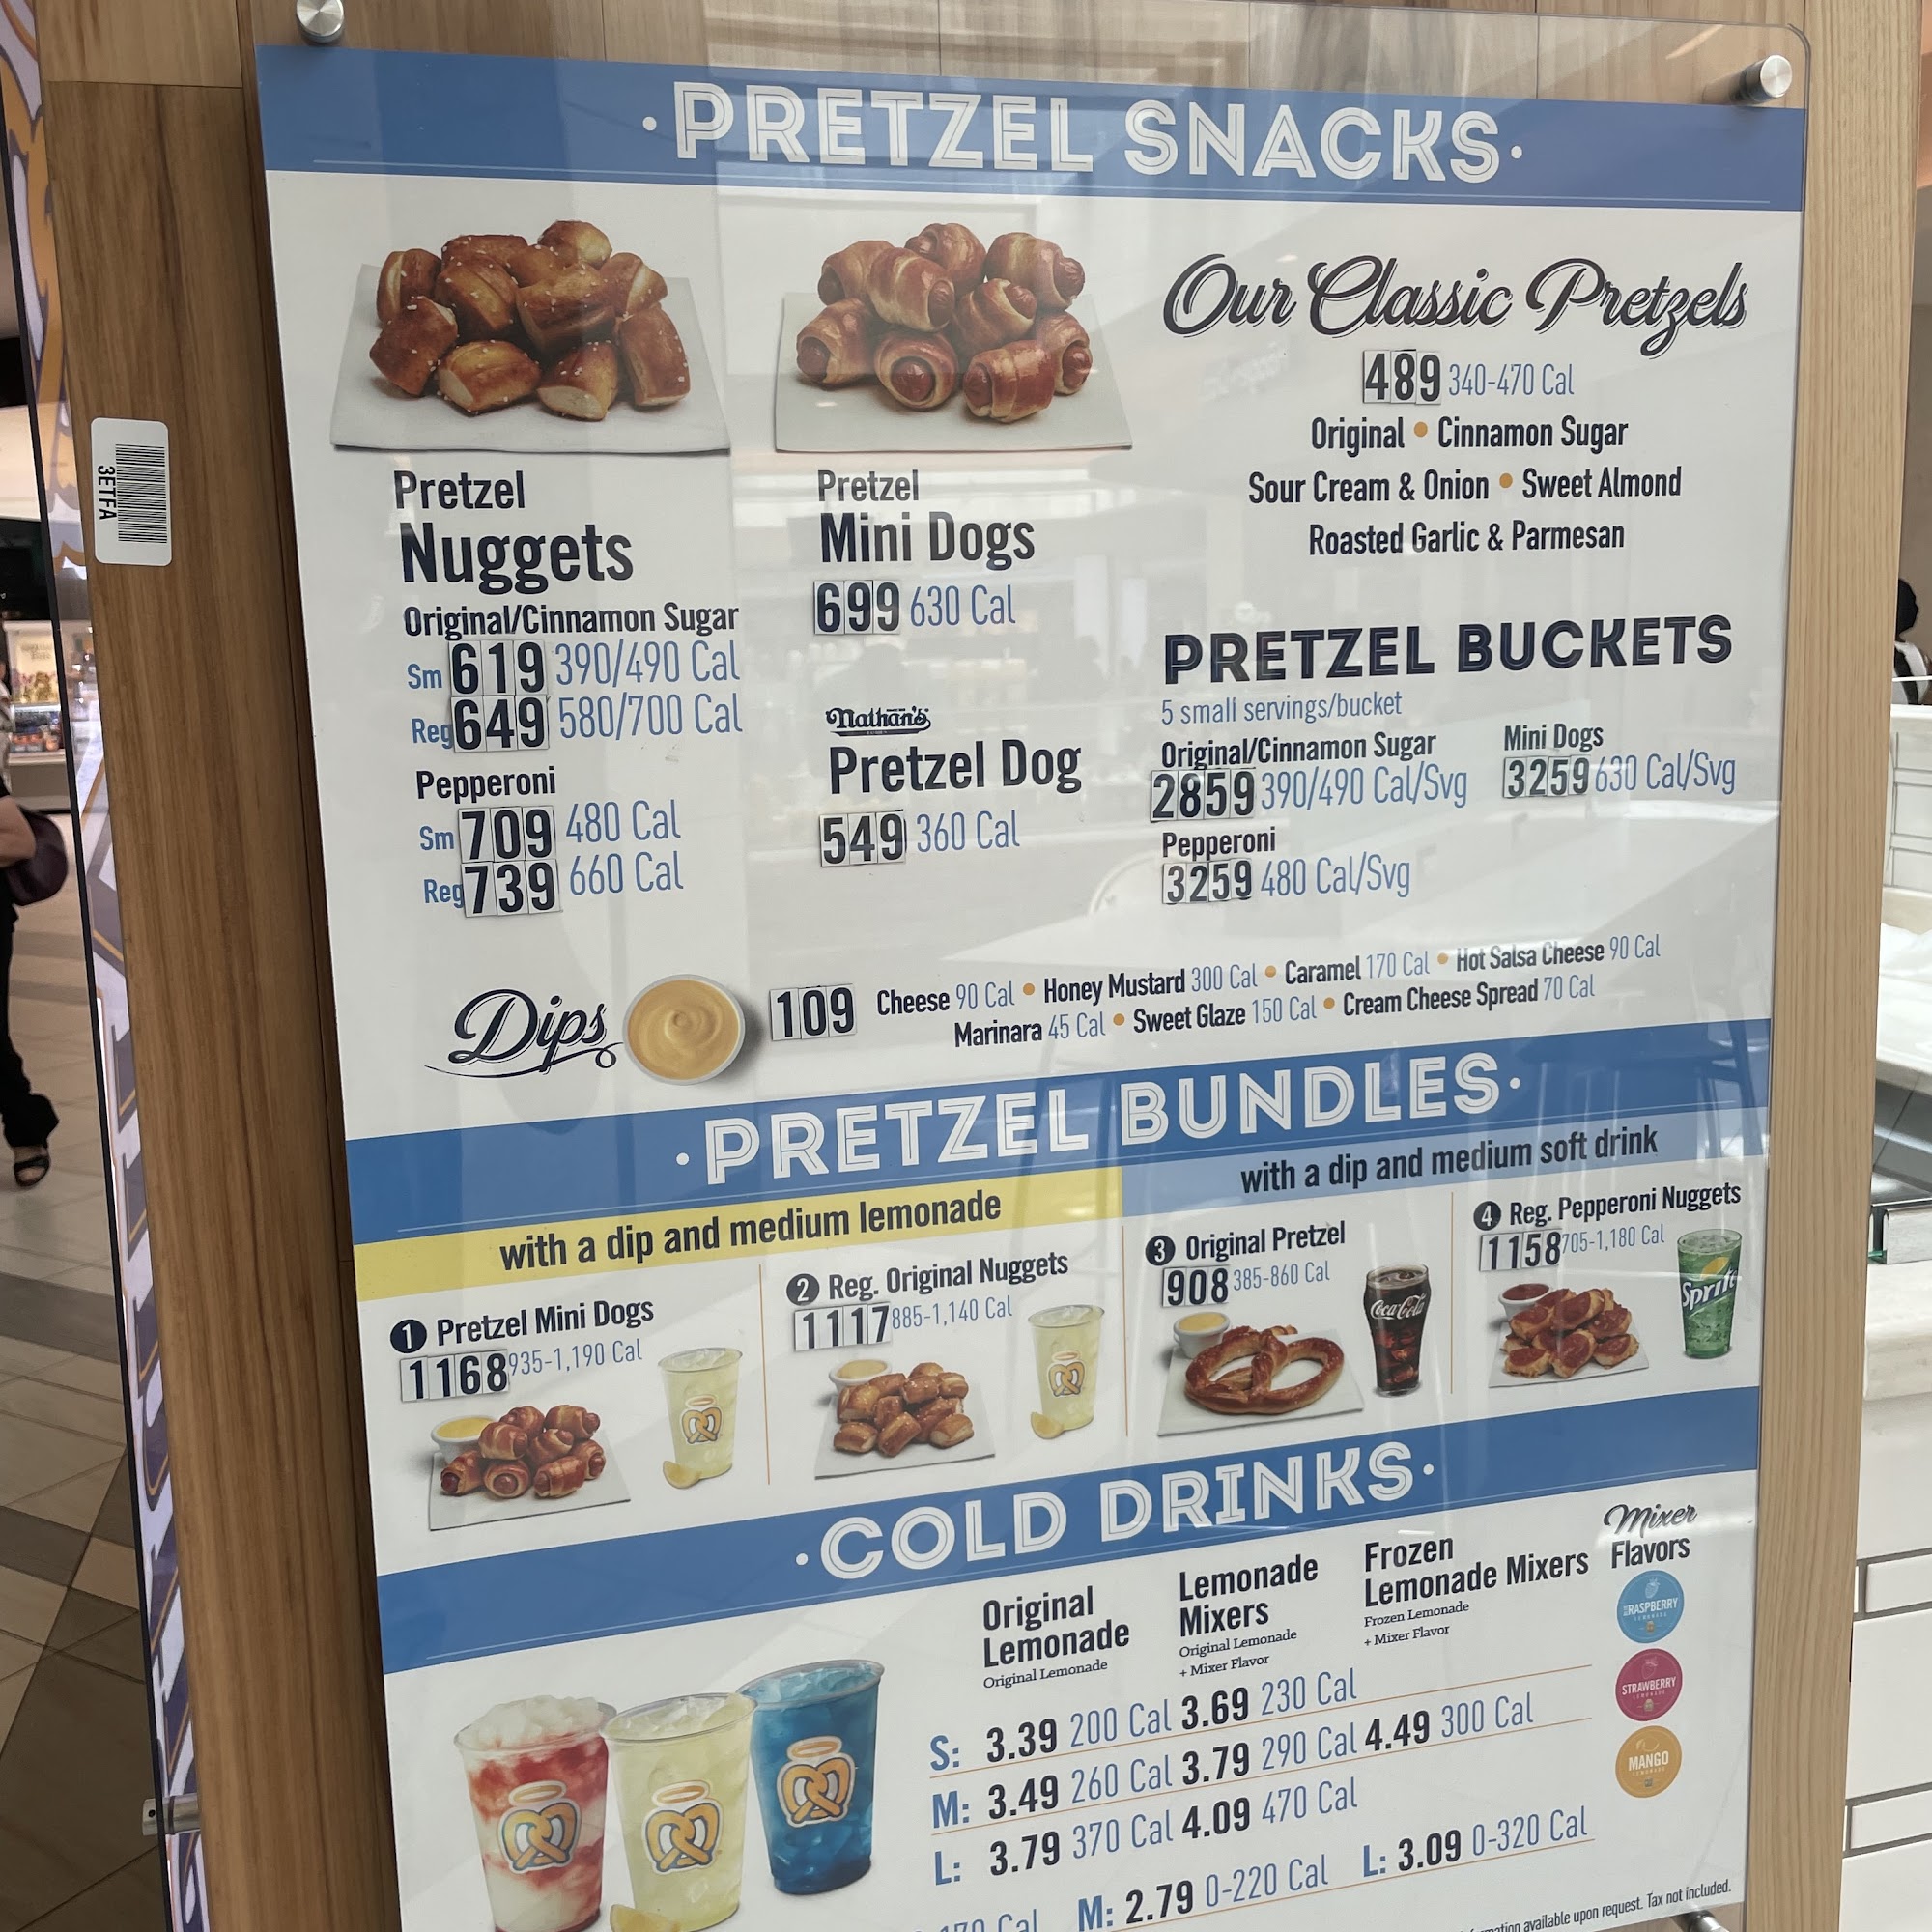 3ETFA
·PRETZEL SNACKS·
Pretzel
Nuggets
Original/Cinnamon Sugar
Sm 619 390/490 Cal
Reg 649 580/700 Cal
Pepperoni
Sm 709 480 Cal
Reg 739 660 Cal
Pretzel
Mini Dogs
699 630 Cal
Nathan's
Pretzel Dog
549 360 Cal
Our Classic Pretzels
489 340-470 Cal
Original • Cinnamon Sugar
Sour Cream & Onion • Sweet Almond
Roasted Garlic & Parmesan
PRETZEL BUCKETS
5 small servings/bucket
Original/Cinnamon Sugar
2859 390/490 Cal/Svg
Mini Dogs
3259 630 Cal/Svg
Pepperoni
3259 480 Cal/Svg
Dips
109 Cheese 90 Cal • Honey Mustard 300 Cal • Caramel 170 Cal • Hot Salsa Cheese 90 Cal
Marinara 45 Cal • Sweet Glaze 150 Cal • Cream Cheese Spread 70 Cal
·PRETZEL BUNDLES·
with a dip and medium lemonade
with a dip and medium soft drink
1 Pretzel Mini Dogs
1168 935-1,190 Cal
2 Reg. Original Nuggets
1117 885-1,140 Cal
3 Original Pretzel
908 385-860 Cal
Coca-Cola
4 Reg. Pepperoni Nuggets
1158 705-1,180 Cal
Sprite
·COLD DRINKS·
Original
Lemonade
Original Lemonade
Lemonade
Mixers
Original Lemonade
+ Mixer Flavor
Frozen
Lemonade Mixers
Frozen Lemonade
+ Mixer Flavor
Mixer
Flavors
RASPBERRY
LEMONADE
STRAWBERRY
LEMONADE
MANGO
LEMONADE
S: 3.39 200 Cal 3.69 230 Cal
M: 3.49 260 Cal 3.79 290 Cal 4.49 300 Cal
L: 3.79 370 Cal 4.09 470 Cal
170 Cal M: 2.79 0-220 Cal L: 3.09 0-320 Cal
available upon request. Tax not included.